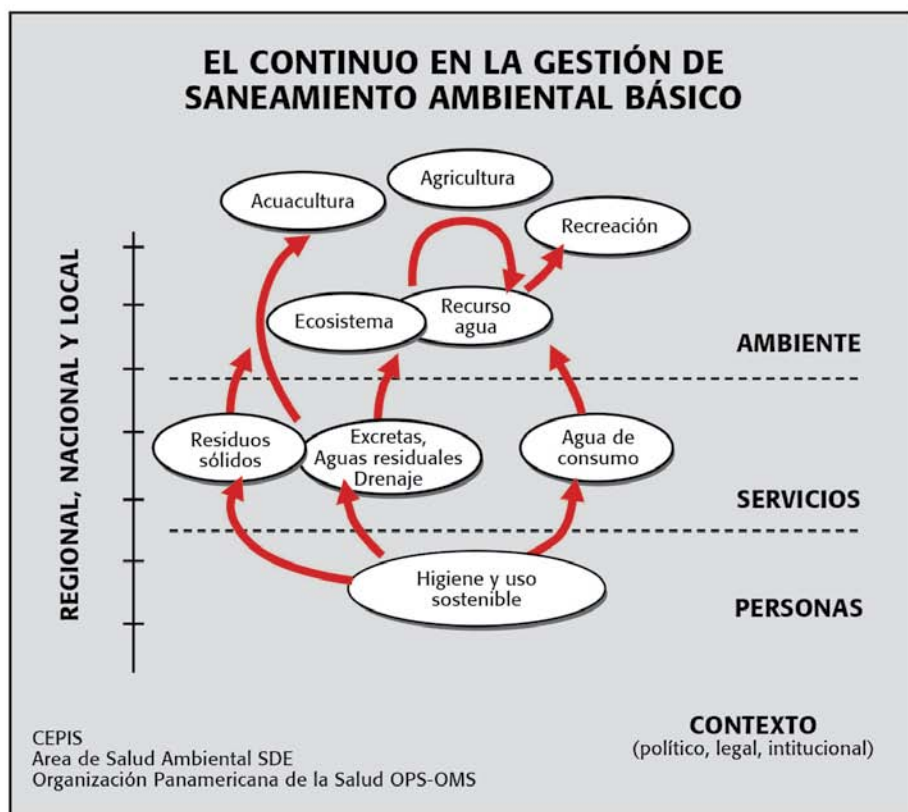 EL CONTINUO EN LA GESTIÓN DE
SANEAMIENTO AMBIENTAL BÁSICO
Acuacultura
Agricultura
Recreación
Ecosistema
Recurso
agua
AMBIENTE
Residuos
sólidos
Excretas,
Aguas residuales
Drenaje
Agua de
consumo
SERVICIOS
Higiene y uso
sostenible
PERSONAS
REGIONAL, NACIONAL Y LOCAL
CONTEXTO
(político, legal, intitucional)
CEPIS
Area de Salud Ambiental SDE
Organización Panamericana de la Salud OPS-OMS